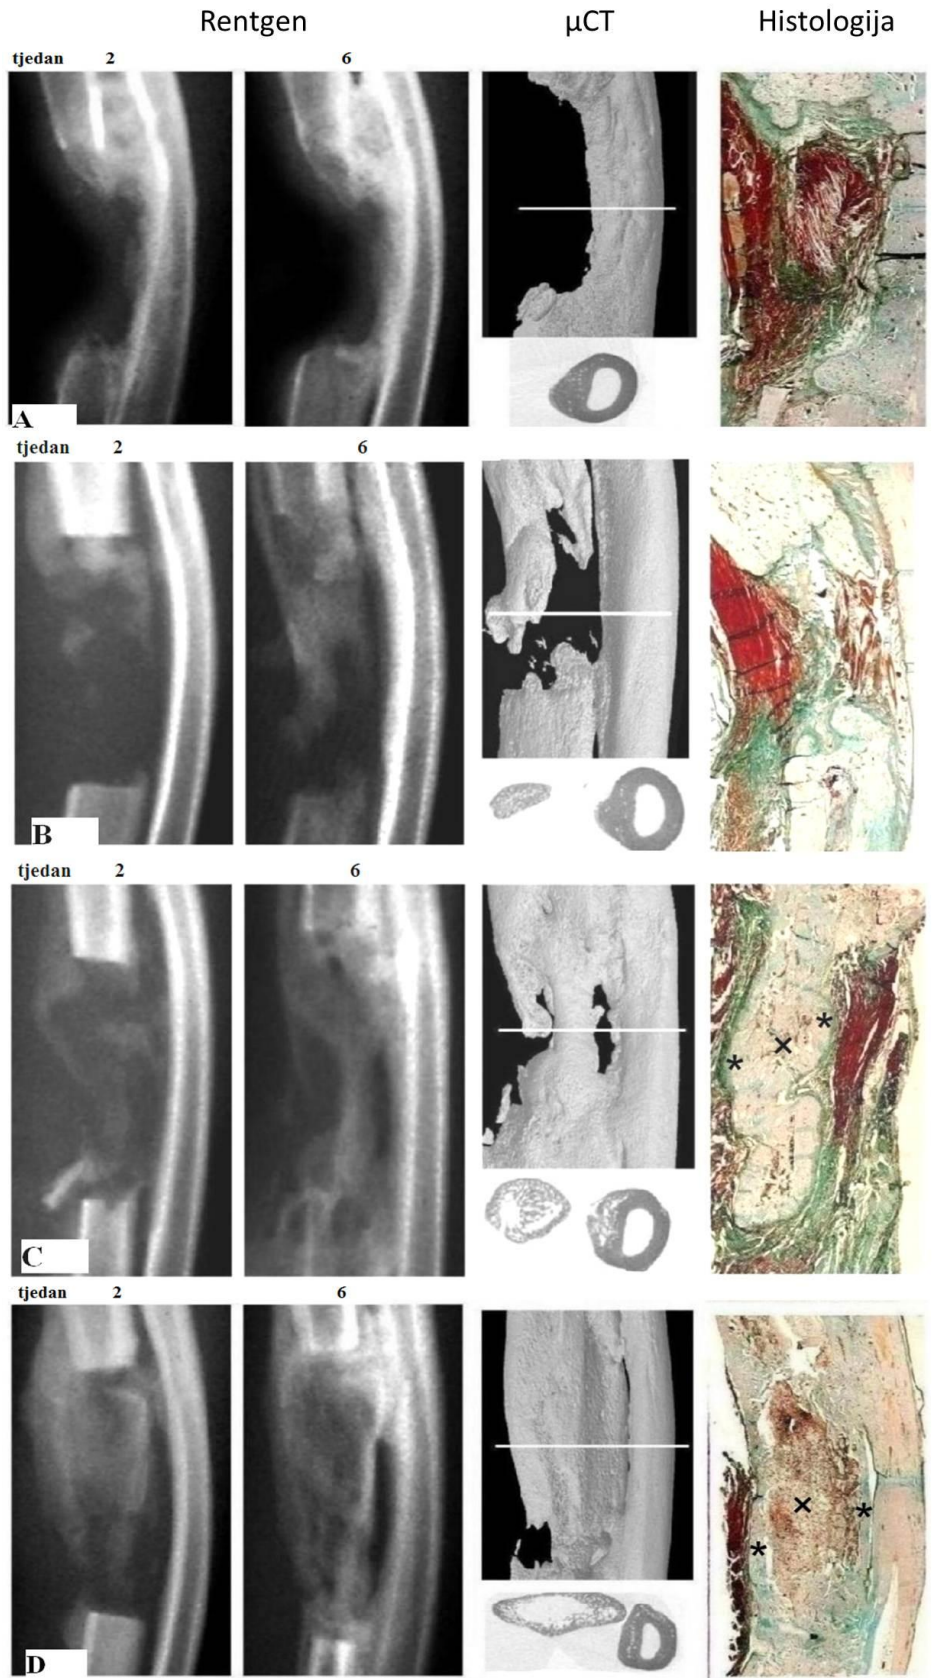 Rentgen µCT Histologija
tjedan 2 6
A
tjedan 2 6
B
tjedan 2 6
C
* × *
tjedan 2 6
D
* × *